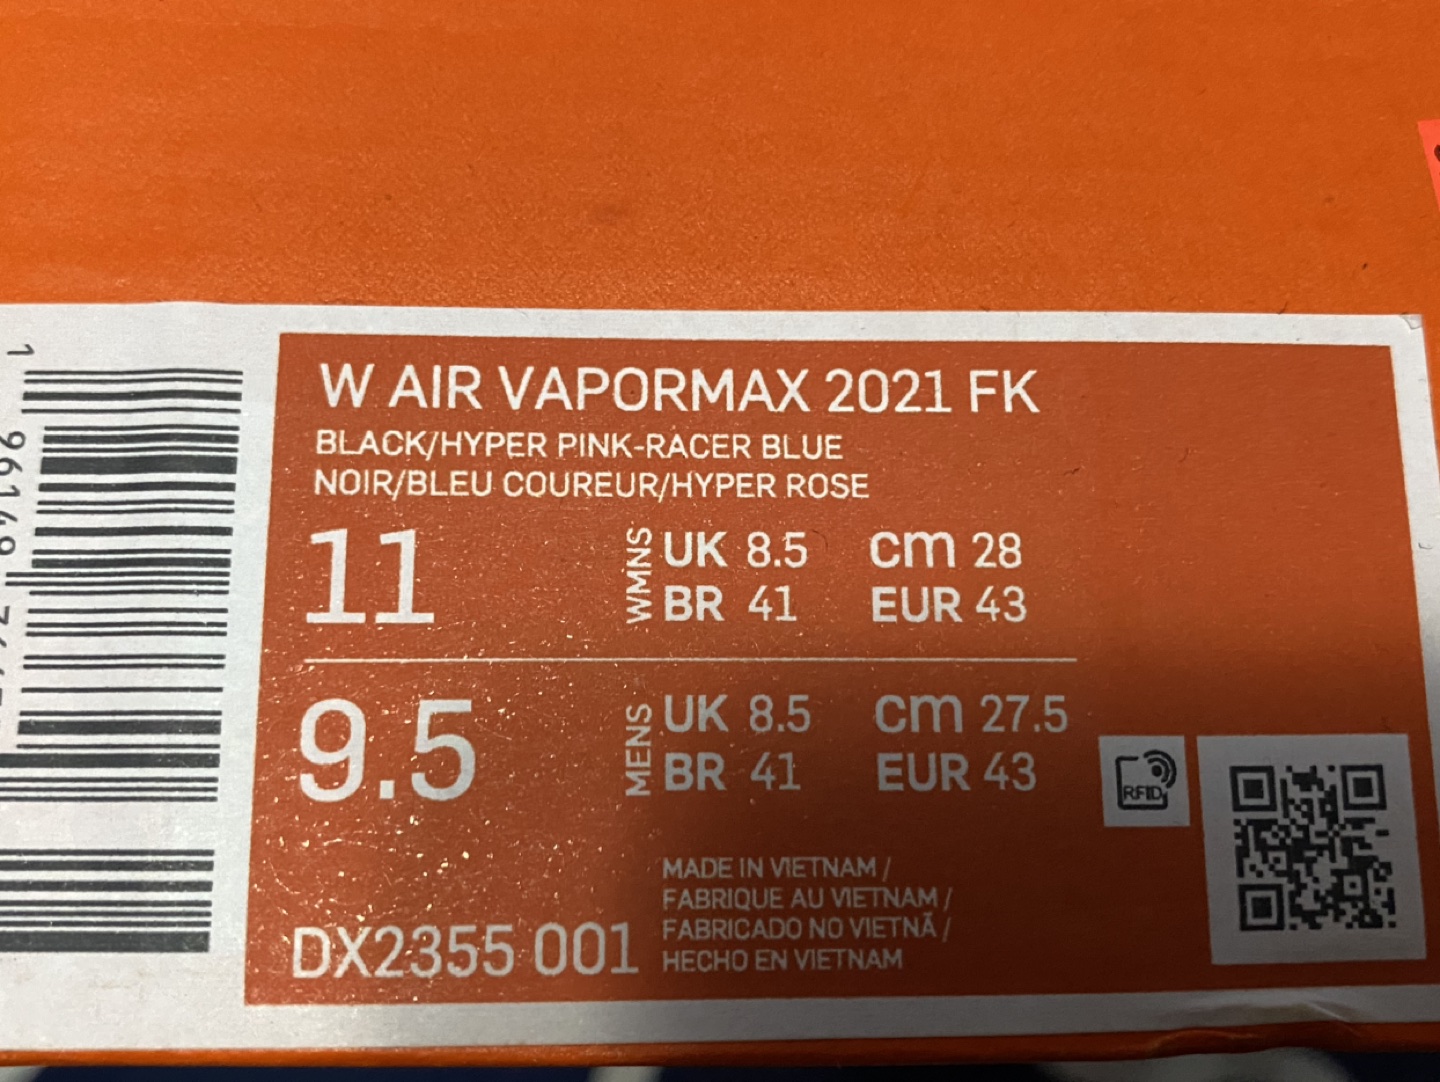 W AIR VAPORMAX 2021 FK
BLACK/HYPER PINK-RACER BLUE
NOIR/BLEU COUREUR/HYPER ROSE
11
WMNS
UK 8.5 cm 28
BR 41 EUR 43
9.5
MENS
UK 8.5 cm 27.5
BR 41 EUR 43
RFID
MADE IN VIETNAM /
FABRIQUE AU VIETNAM /
FABRICADO NO VIETNÃ /
HECHO EN VIETNAM
DX2355 001
1 96149